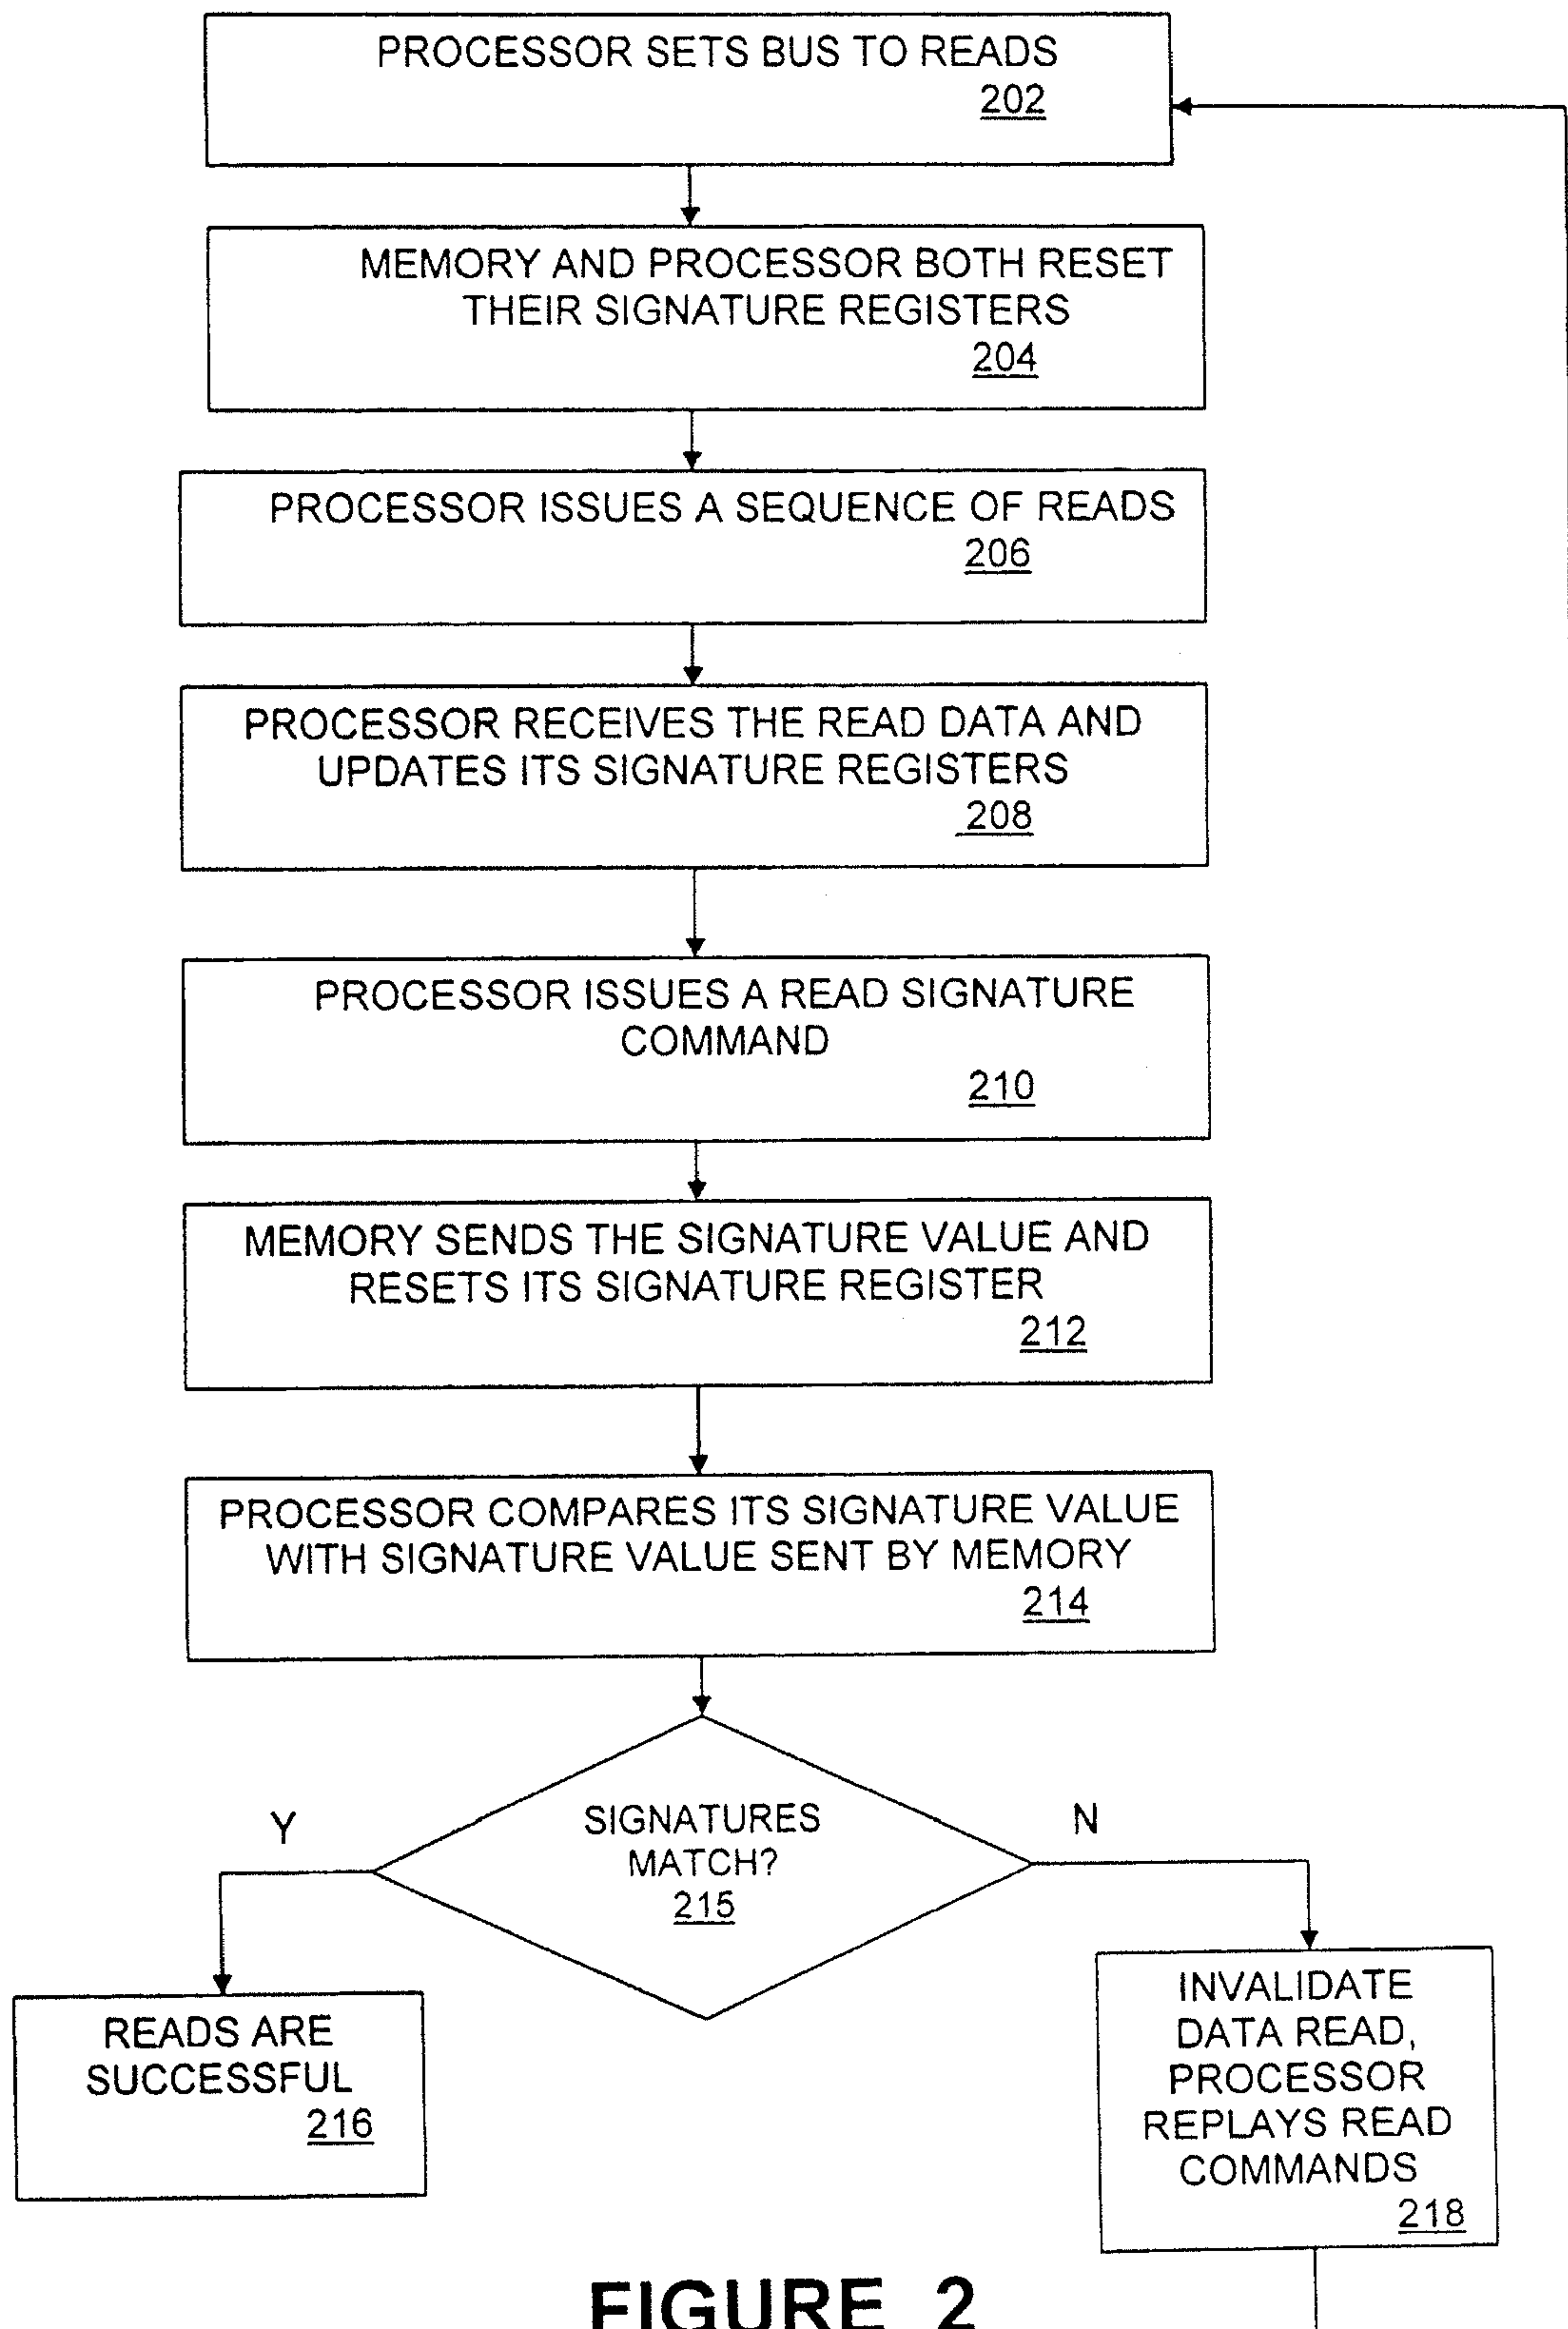 PROCESSOR SETS BUS TO READS
202
MEMORY AND PROCESSOR BOTH RESET
THEIR SIGNATURE REGISTERS
204
PROCESSOR ISSUES A SEQUENCE OF READS
206
PROCESSOR RECEIVES THE READ DATA AND
UPDATES ITS SIGNATURE REGISTERS
208
PROCESSOR ISSUES A READ SIGNATURE
COMMAND
210
MEMORY SENDS THE SIGNATURE VALUE AND
RESETS ITS SIGNATURE REGISTER
212
PROCESSOR COMPARES ITS SIGNATURE VALUE
WITH SIGNATURE VALUE SENT BY MEMORY
214
Y
SIGNATURES
MATCH?
215
N
READS ARE
SUCCESSFUL
216
INVALIDATE
DATA READ,
PROCESSOR
REPLAYS READ
COMMANDS
218
FIGURE 2